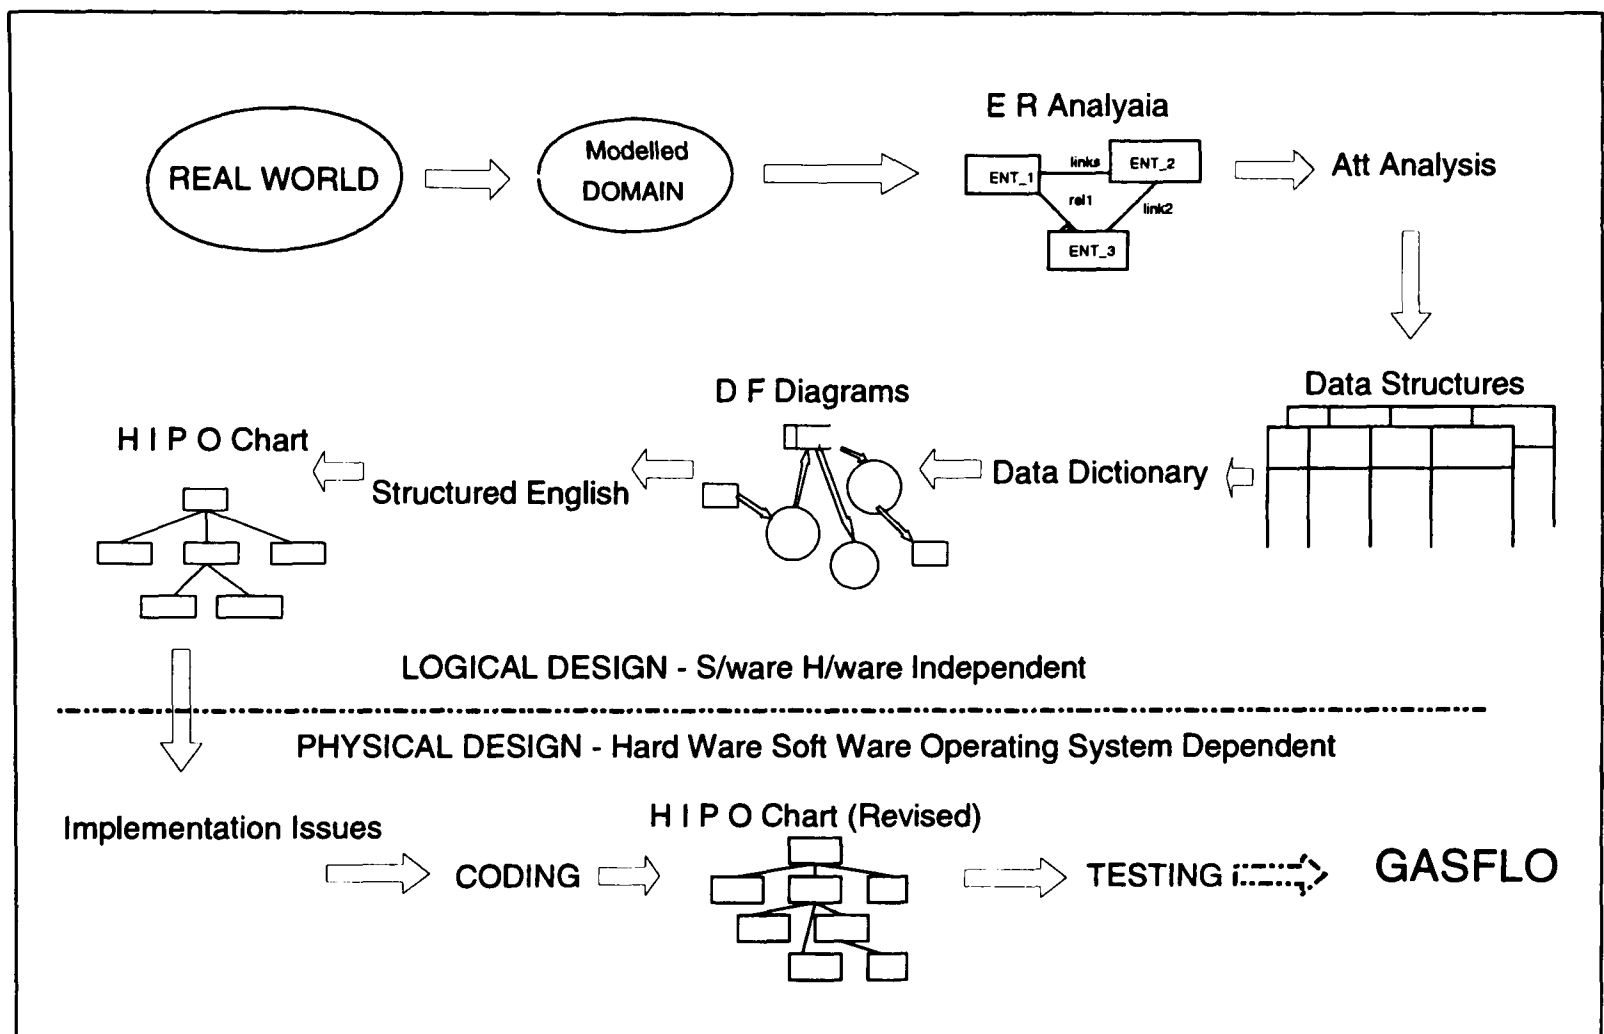 E R Analyaia
REAL WORLD
Modelled
DOMAIN
ENT_1
links
ENT_2
rel1
link2
ENT_3
Att Analysis
Data Structures
Data Dictionary
D F Diagrams
Structured English
H I P O Chart
LOGICAL DESIGN - S/ware H/ware Independent
PHYSICAL DESIGN - Hard Ware Soft Ware Operating System Dependent
Implementation Issues
CODING
H I P O Chart (Revised)
TESTING
GASFLO